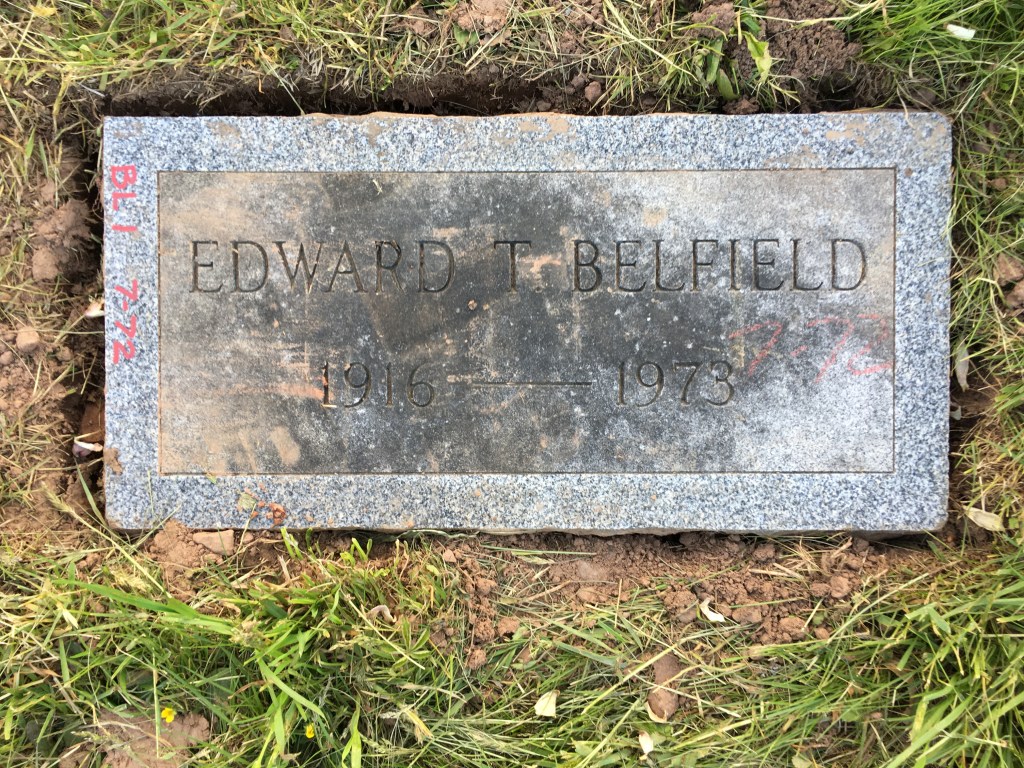 BL1 7-72
EDWARD T. BELFIELD
1916 — 1973
7-72